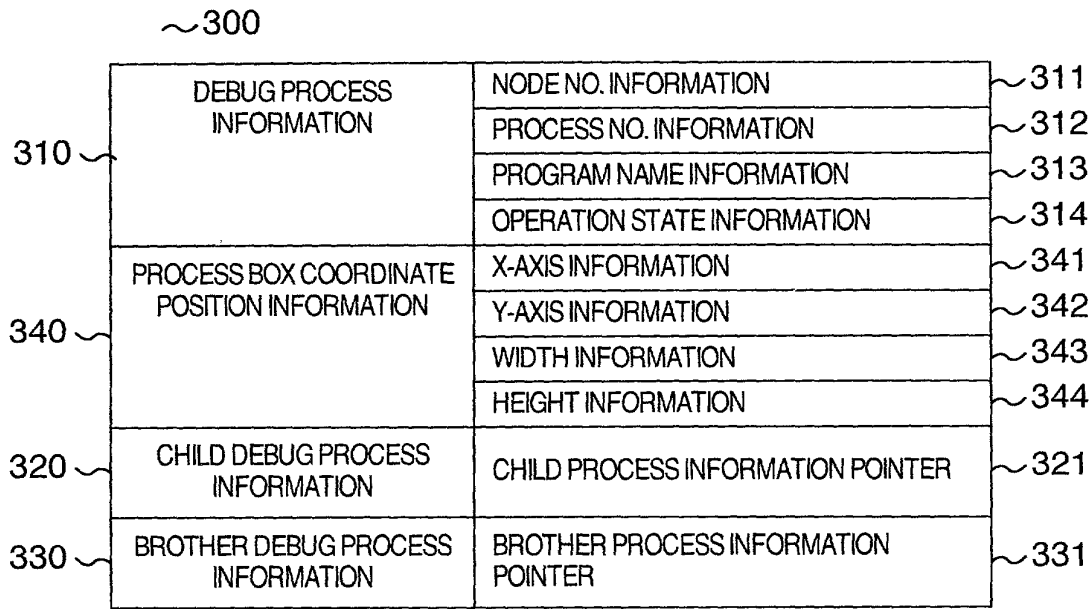 300
310
DEBUG PROCESS
INFORMATION
NODE NO. INFORMATION
311
PROCESS NO. INFORMATION
312
PROGRAM NAME INFORMATION
313
OPERATION STATE INFORMATION
314
340
PROCESS BOX COORDINATE
POSITION INFORMATION
X-AXIS INFORMATION
341
Y-AXIS INFORMATION
342
WIDTH INFORMATION
343
HEIGHT INFORMATION
344
320
CHILD DEBUG PROCESS
INFORMATION
CHILD PROCESS INFORMATION POINTER
321
330
BROTHER DEBUG PROCESS
INFORMATION
BROTHER PROCESS INFORMATION
POINTER
331